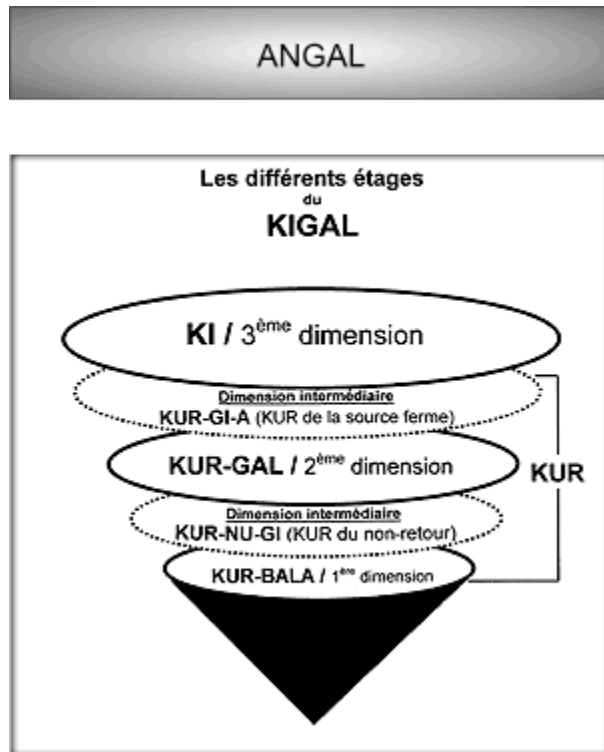 ANGAL
Les différents étages
du
KIGAL
KI / 3ème dimension
Dimension intermédiaire
KUR-GI-A (KUR de la source ferme)
KUR-GAL / 2ème dimension
KUR
Dimension intermédiaire
KUR-NU-GI (KUR du non-retour)
KUR-BALA / 1ère dimension